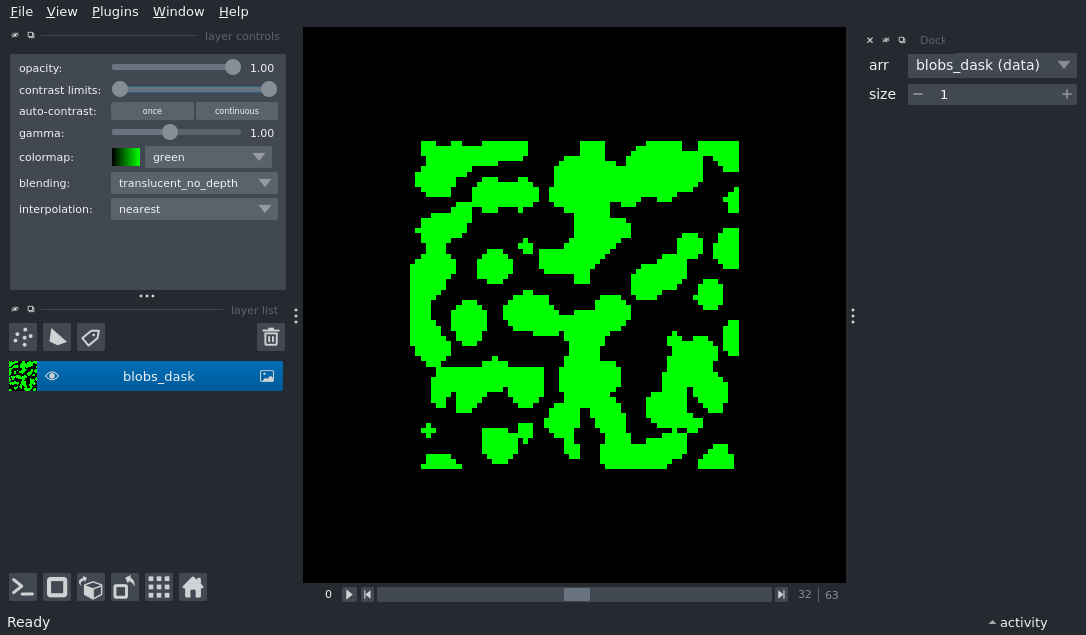 File View Plugins Window Help
layer controls
opacity: 1.00
contrast limits:
auto-contrast: once continuous
gamma: 1.00
colormap: green
blending: translucent_no_depth
interpolation: nearest
layer list
blobs_dask
0 32 63
Dock
arr blobs_dask (data)
size 1
Ready activity